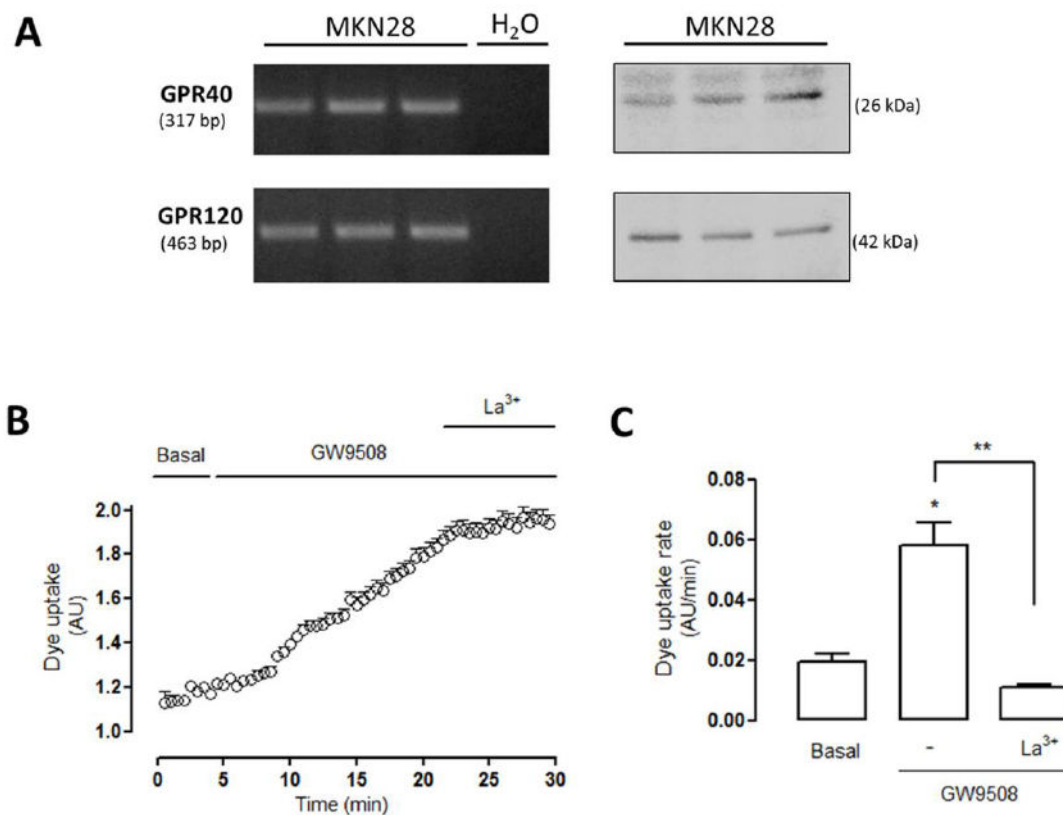 A
MKN28
H₂O
MKN28
GPR40
(317 bp)
(26 kDa)
GPR120
(463 bp)
(42 kDa)
B
La³⁺
Basal
GW9508
2.0
1.8
1.6
1.4
1.2
1.0
Dye uptake
(AU)
0 5 10 15 20 25 30
Time (min)
C
**
*
0.08
0.06
0.04
0.02
0.00
Dye uptake rate
(AU/min)
Basal - La³⁺
GW9508